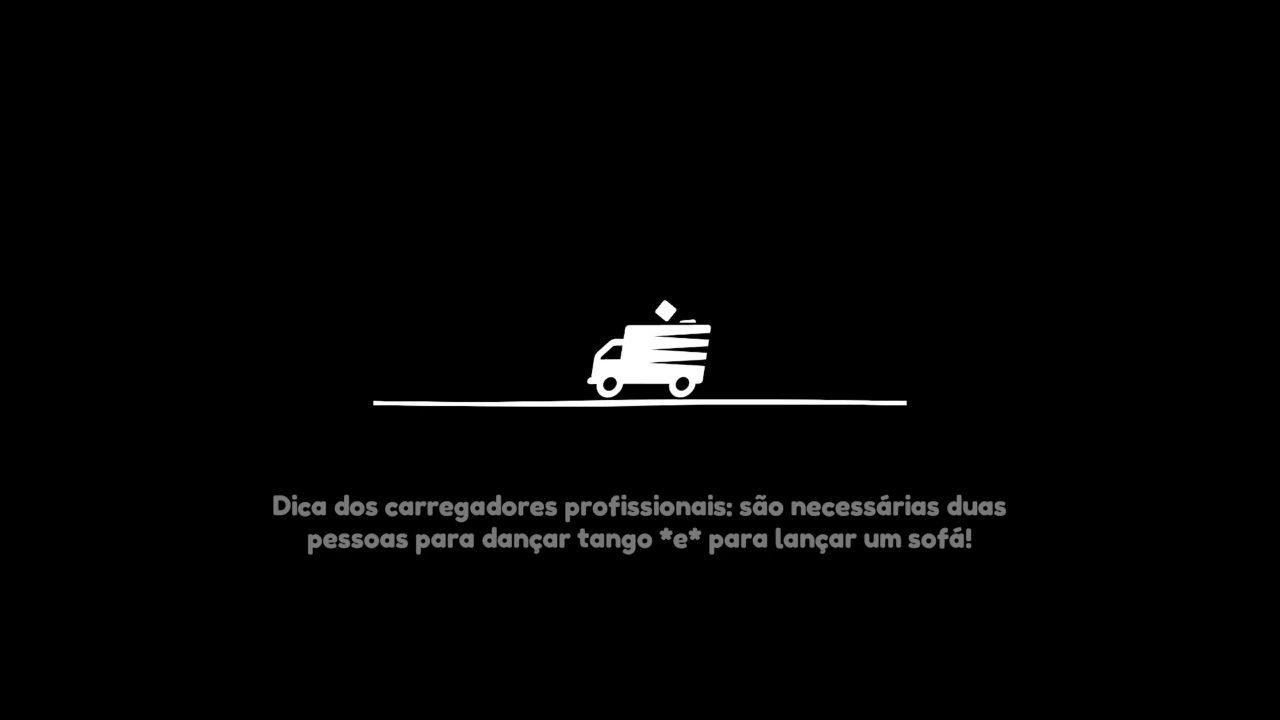 Dica dos carregadores profissionais: são necessárias duas
pessoas para dançar tango *e* para lançar um sofá!